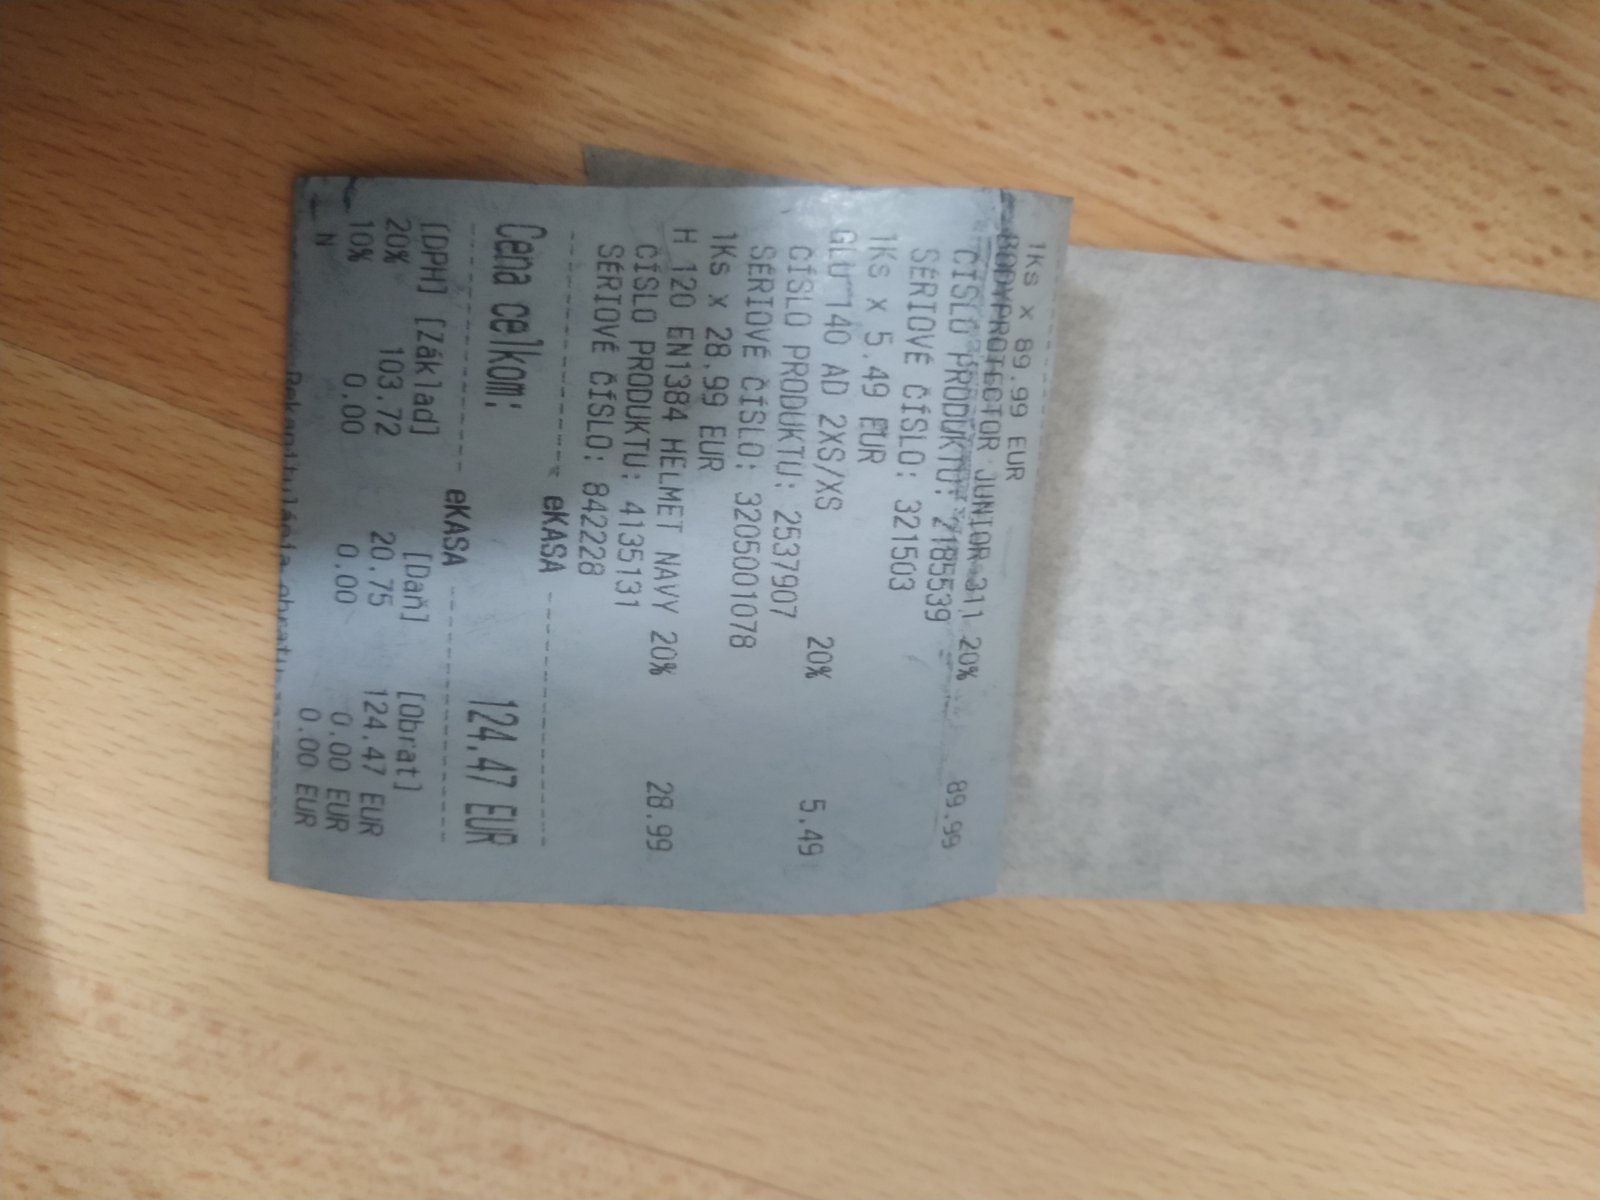 1Ks x 89.99 EUR
BODYPROTECTOR JUNIOR 311 20% 89.99
ČÍSLO PRODUKTU: 2185539
SÉRIOVÉ ČÍSLO: 321503
1Ks x 5.49 EUR
GLU 140 AD 2XS/XS 20% 5.49
ČÍSLO PRODUKTU: 2537907
SÉRIOVÉ ČÍSLO: 3205001078
1Ks x 28.99 EUR
H 120 EN1384 HELMET NAVY 20% 28.99
ČÍSLO PRODUKTU: 4135131
SÉRIOVÉ ČÍSLO: 842228
---------------- eKASA ----------------
Cena celkom: 124.47 EUR
---------------- eKASA ----------------
[DPH] [Základ] [Daň] [Obrat]
20% 103.72 20.75 124.47 EUR
10% 0.00 0.00 0.00 EUR
N 0.00 EUR
Rekapitulácia obratu